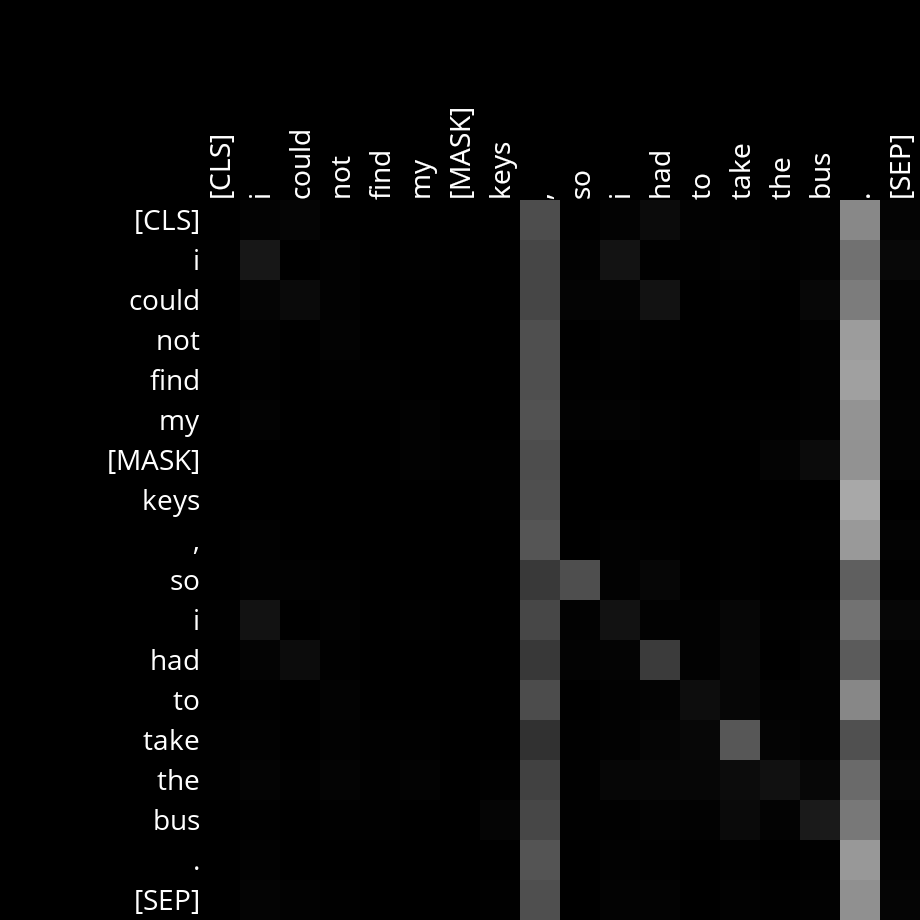 [CLS] i could not find my [MASK] keys , so i had to take the bus . [SEP]
[CLS]
i
could
not
find
my
[MASK]
keys
,
so
i
had
to
take
the
bus
.
[SEP]